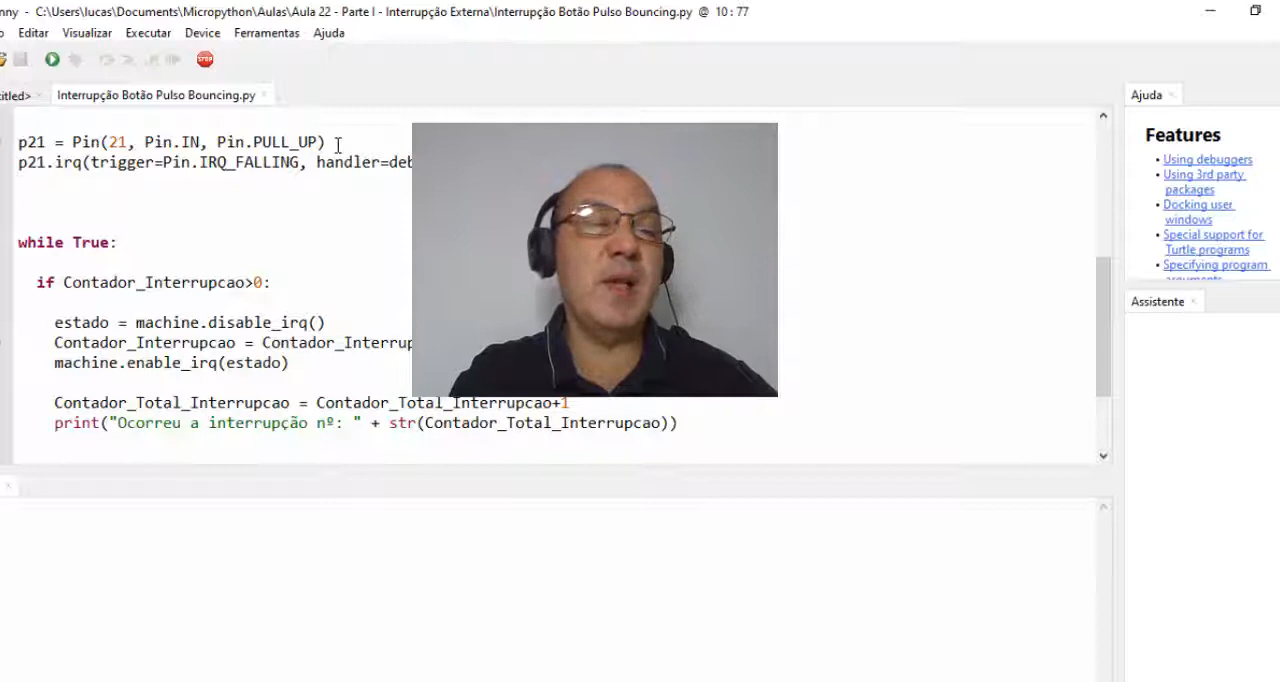 nny - C:\Users\lucas\Documents\Micropython\Aulas\Aula 22 - Parte I - Interrupção Externa\Interrupção Botão Pulso Bouncing.py @ 10:77
Editar Visualizar Executar Device Ferramentas Ajuda
STOP
titled>
Interrupção Botão Pulso Bouncing.py
p21 = Pin(21, Pin.IN, Pin.PULL_UP)
p21.irq(trigger=Pin.IRQ_FALLING, handler=deb
while True:
if Contador_Interrupcao>0:
estado = machine.disable_irq()
Contador_Interrupcao = Contador_Interrup
machine.enable_irq(estado)
Contador_Total_Interrupcao = Contador_Total_Interrupcao+1
print("Ocorreu a interrupção nº: " + str(Contador_Total_Interrupcao))
Ajuda
Features
• Using debuggers
• Using 3rd party
packages
• Docking user
windows
• Special support for
Turtle programs
• Specifying program
arguments
Assistente